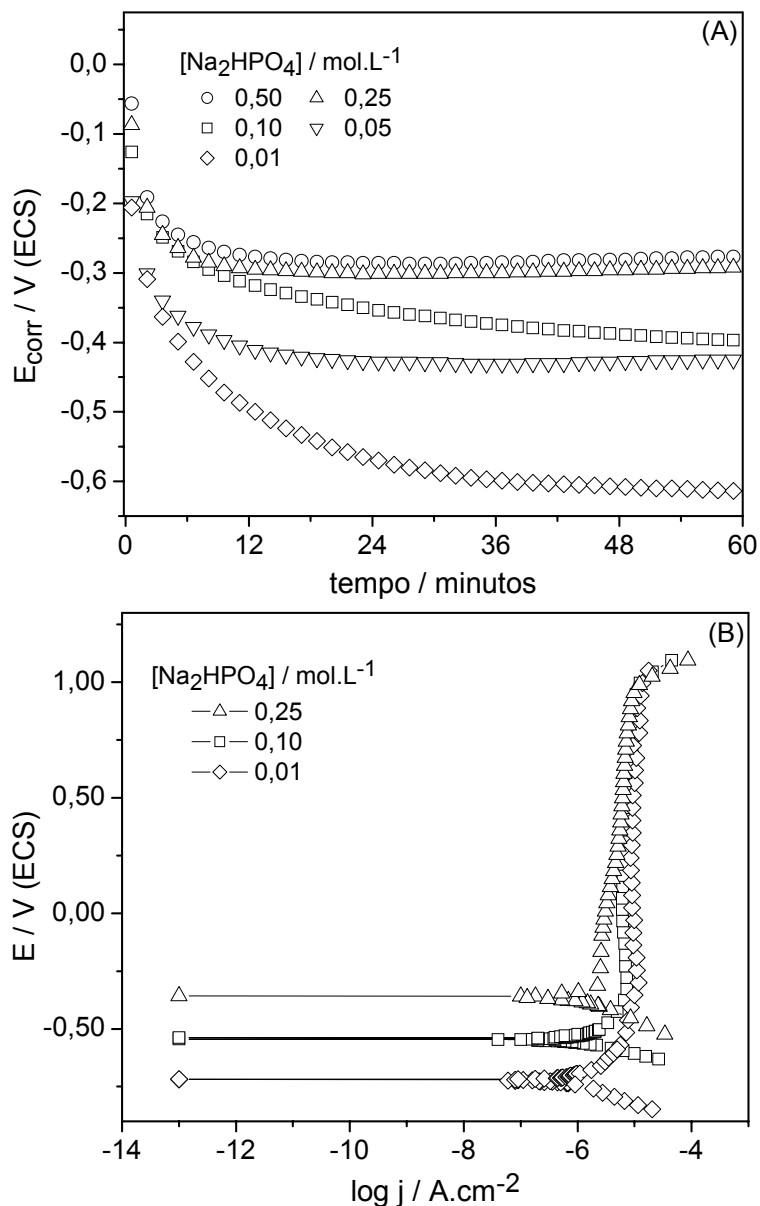 (A)
[Na2HPO4] / mol.L-1
0,50 0,25
0,10 0,05
0,01
0,0
-0,1
-0,2
-0,3
-0,4
-0,5
-0,6
Ecorr / V (ECS)
0 12 24 36 48 60
tempo / minutos
(B)
[Na2HPO4] / mol.L-1
0,25
0,10
0,01
1,00
0,50
0,00
-0,50
E / V (ECS)
-14 -12 -10 -8 -6 -4
log j / A.cm-2